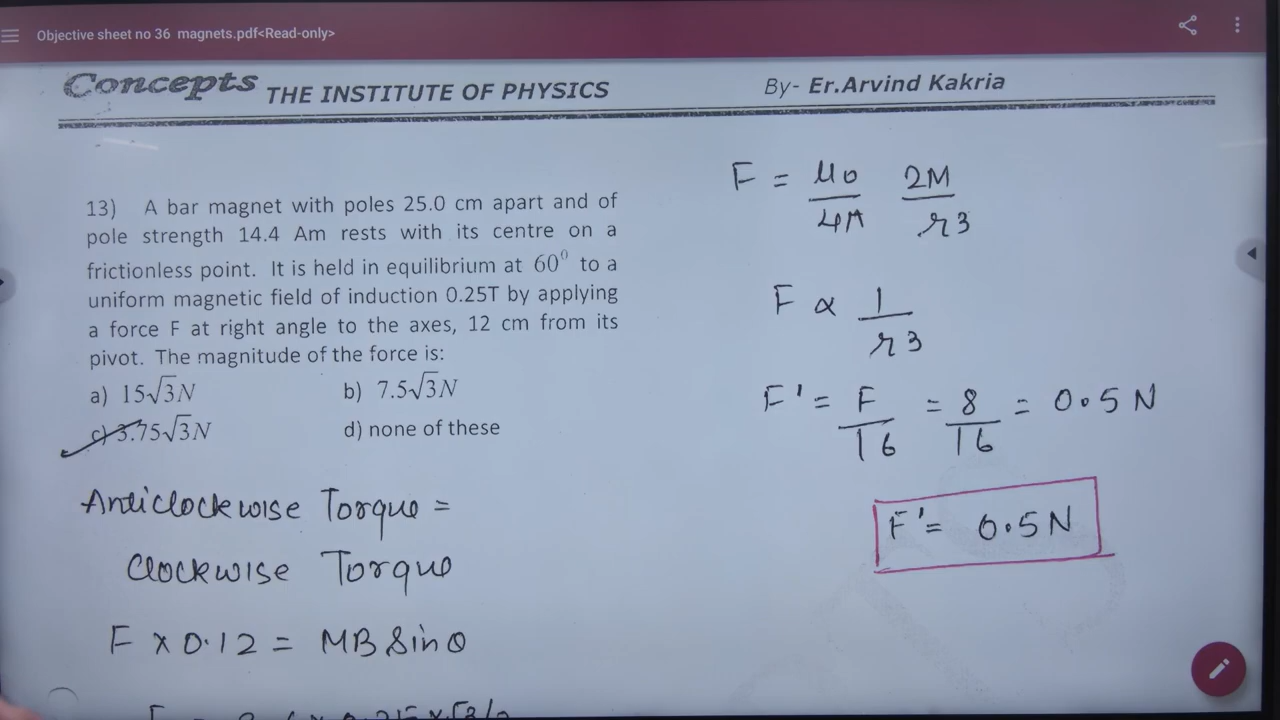 Objective sheet no 36 magnets.pdf<Read-only>
Concepts THE INSTITUTE OF PHYSICS By- Er.Arvind Kakria
13) A bar magnet with poles 25.0 cm apart and of
pole strength 14.4 Am rests with its centre on a
frictionless point. It is held in equilibrium at 60⁰ to a
uniform magnetic field of induction 0.25T by applying
a force F at right angle to the axes, 12 cm from its
pivot. The magnitude of the force is:
a) 15√3N b) 7.5√3N
c) 3.75√3N d) none of these
Anticlockwise Torque =
Clockwise Torque
F × 0.12 = MB Sin θ
F = μ0/4π 2M/r3
F ∝ 1/r3
F' = F/16 = 8/16 = 0.5 N
F' = 0.5 N